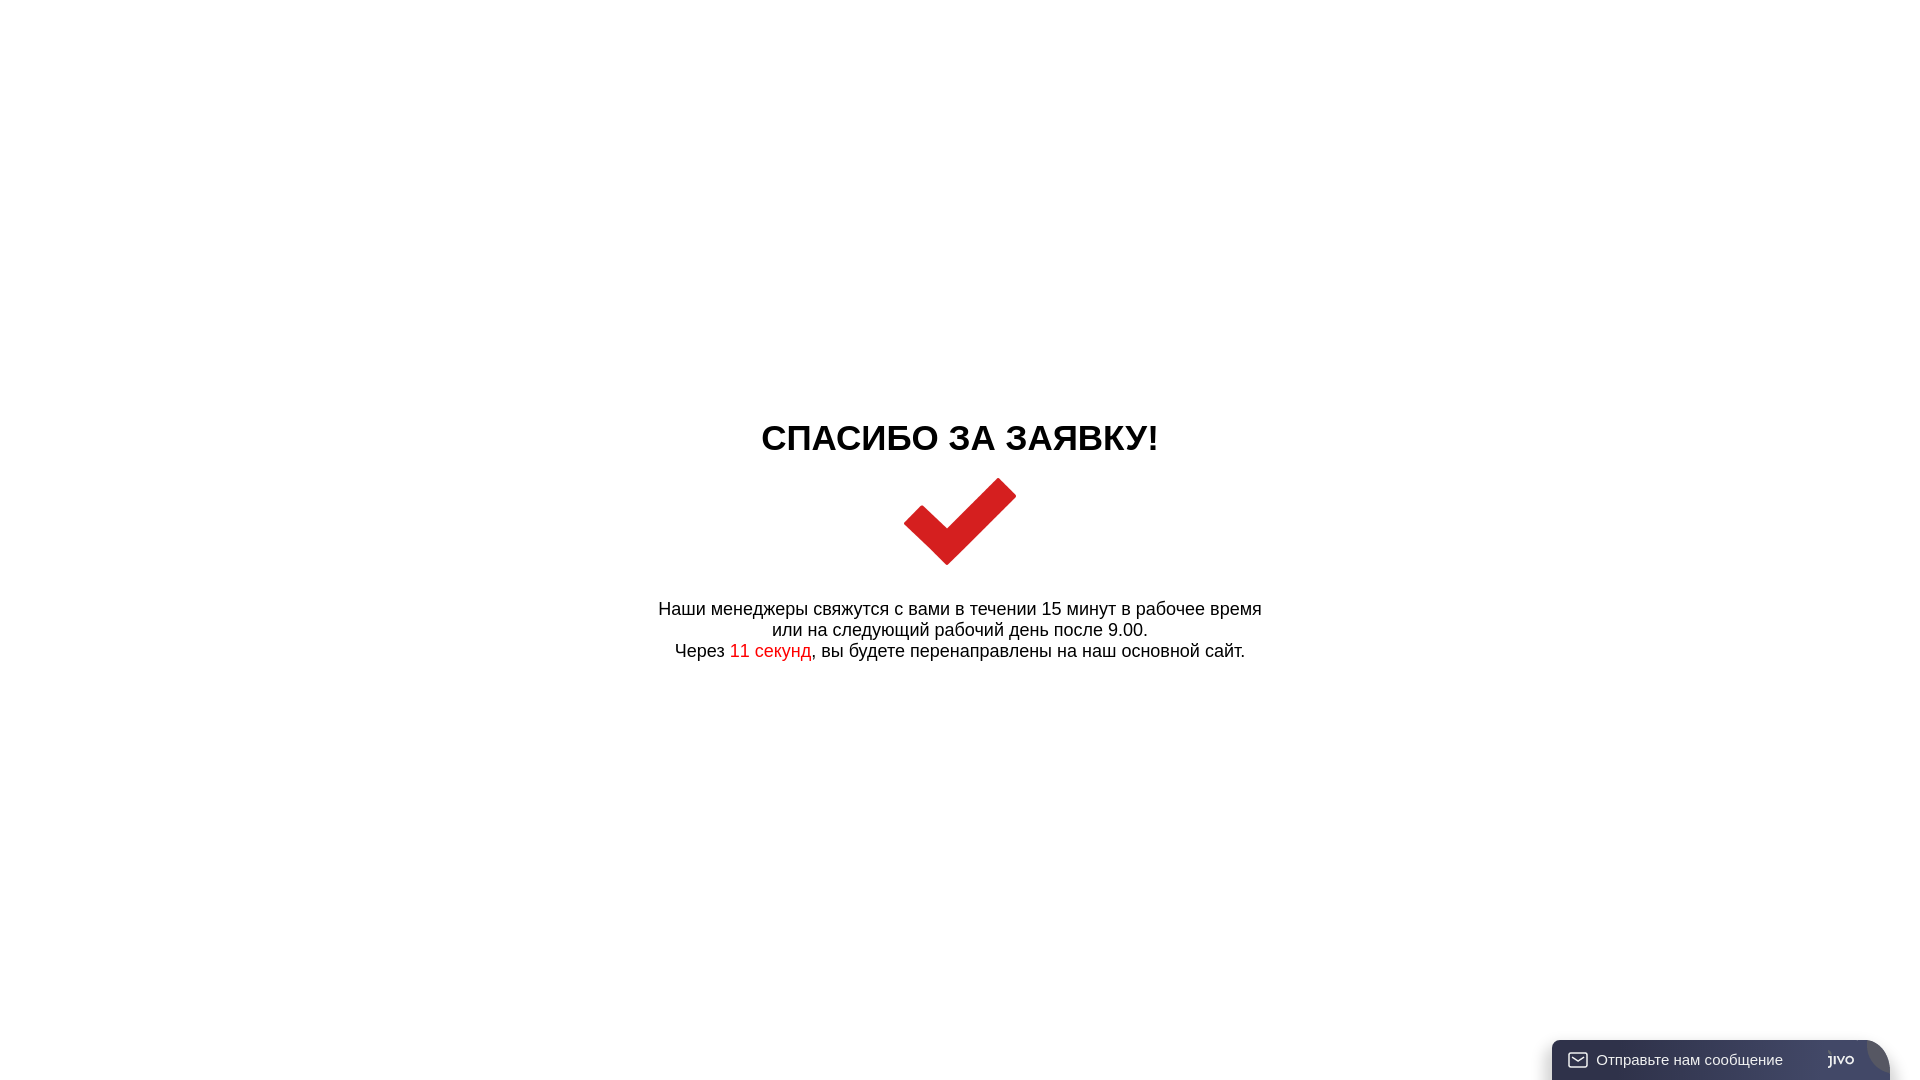 СПАСИБО ЗА ЗАЯВКУ!
Наши менеджеры свяжутся с вами в течении 15 минут в рабочее время
или на следующий рабочий день после 9.00.
Через 11 секунд, вы будете перенаправлены на наш основной сайт.
Отправьте нам сообщение
jivo